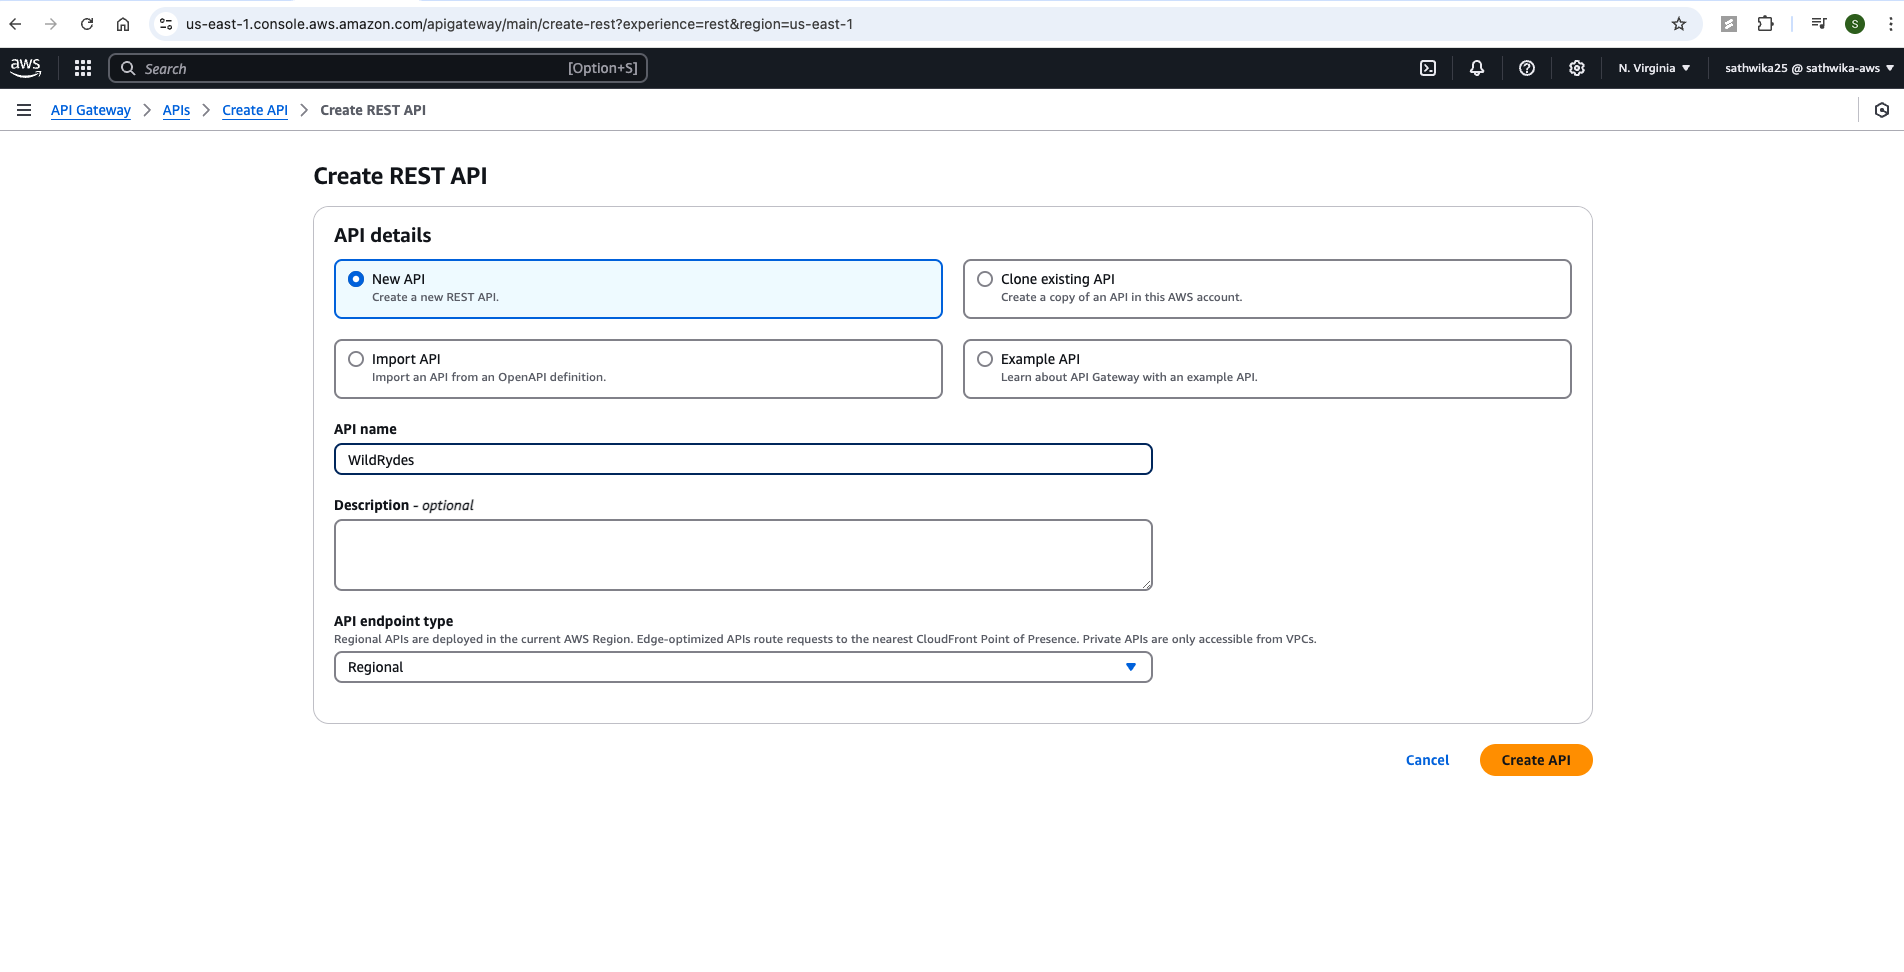 us-east-1.console.aws.amazon.com/apigateway/main/create-rest?experience=rest&region=us-east-1
S
aws
Search
[Option+S]
N. Virginia
sathwika25 @ sathwika-aws
API Gateway
APIs
Create API
Create REST API
Create REST API
API details
New API
Create a new REST API.
Clone existing API
Create a copy of an API in this AWS account.
Import API
Import an API from an OpenAPI definition.
Example API
Learn about API Gateway with an example API.
API name
WildRydes
Description - optional
API endpoint type
Regional APIs are deployed in the current AWS Region. Edge-optimized APIs route requests to the nearest CloudFront Point of Presence. Private APIs are only accessible from VPCs.
Regional
Cancel
Create API